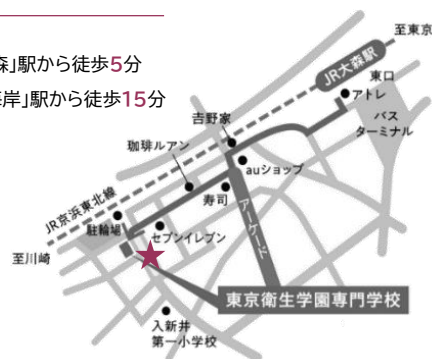 森」駅から徒歩5分
海岸」駅から徒歩15分
至東京
JR大森駅
東口
アトレ
バス
ターミナル
吉野家
珈琲ルアン
auショップ
寿司
アーケード
JR京浜東北線
駐輪場
セブンイレブン
至川崎
東京衛生学園専門学校
入新井
第一小学校